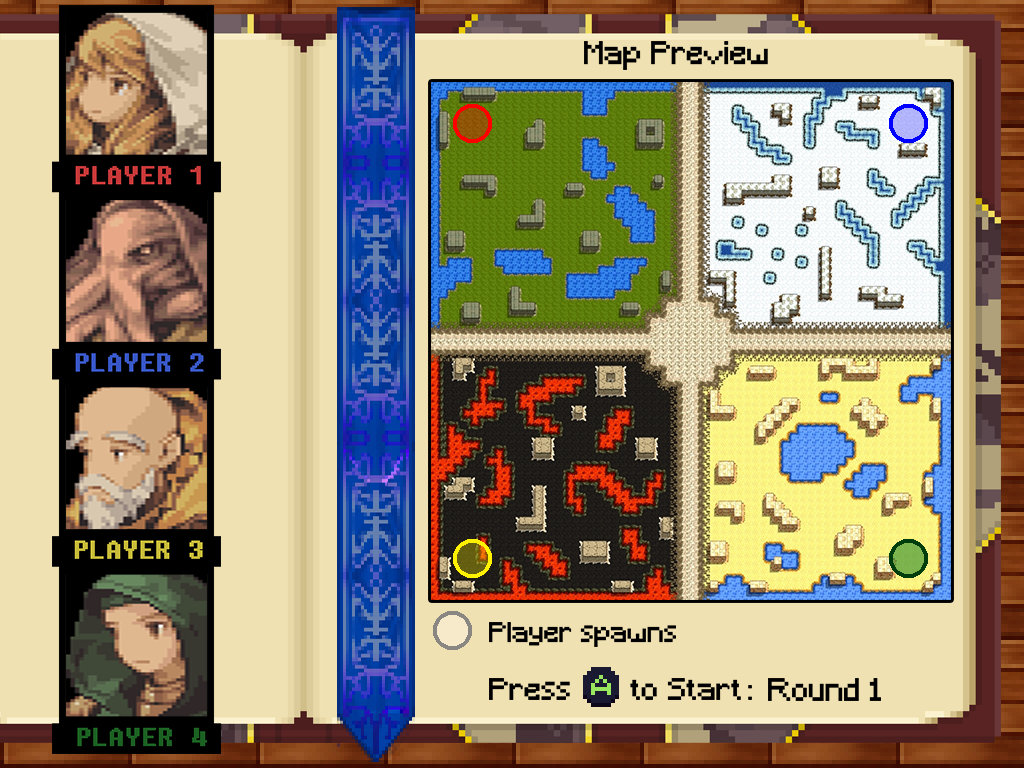 PLAYER 1
PLAYER 2
PLAYER 3
PLAYER 4
Map Preview
Player spawns
Press A to Start: Round 1